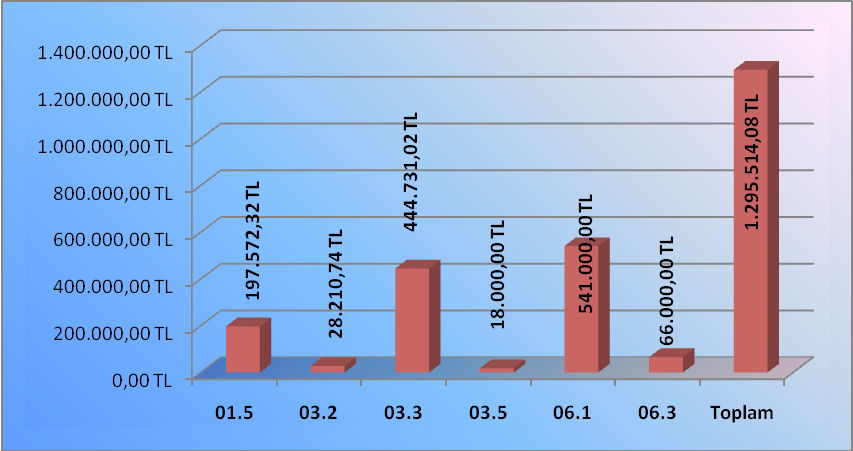 1.400.000,00 TL
1.200.000,00 TL
1.000.000,00 TL
800.000,00 TL
600.000,00 TL
400.000,00 TL
200.000,00 TL
0,00 TL
197.572,32 TL
28.210,74 TL
444.731,02 TL
18.000,00 TL
541.000,00 TL
66.000,00 TL
1.295.514,08 TL
01.5
03.2
03.3
03.5
06.1
06.3
Toplam